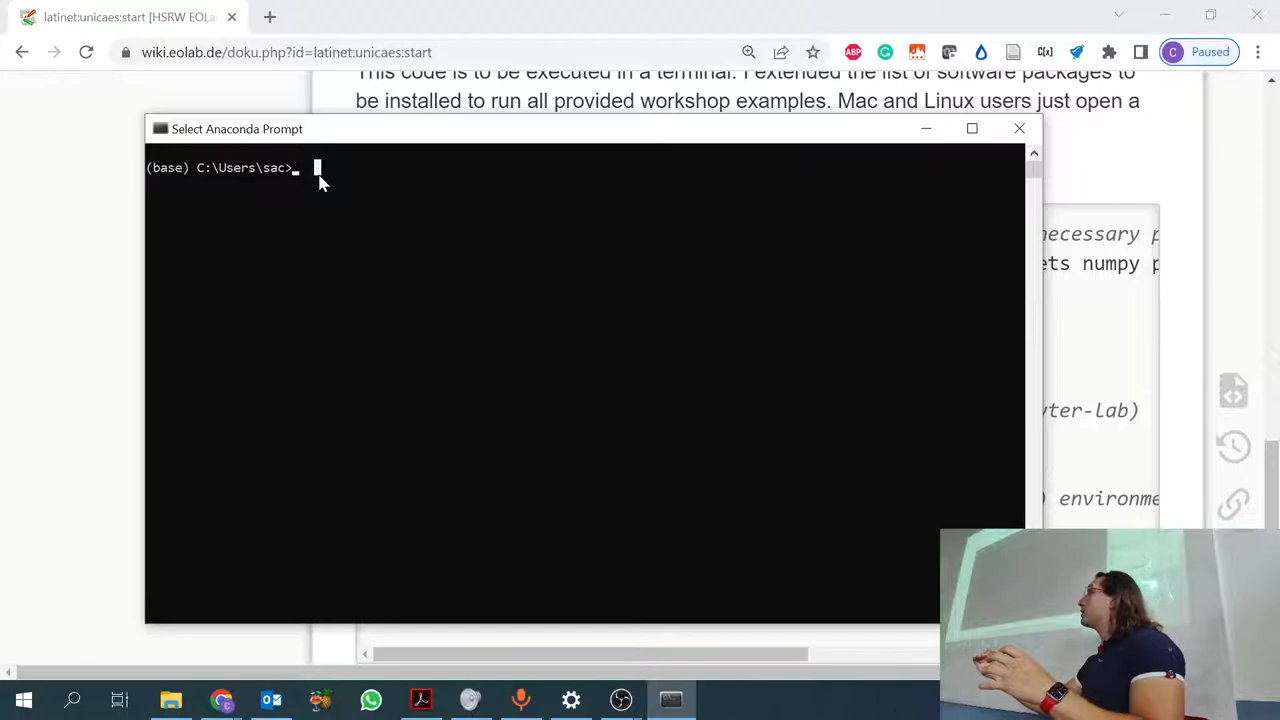 latinet:unicaes:start [HSRW EOLa
wiki.eolab.de/doku.php?id=latinet:unicaes:start
ABP
C[x]
C Paused
This code is to be executed in a terminal. I extended the list of software packages to
be installed to run all provided workshop examples. Mac and Linux users just open a
Select Anaconda Prompt
(base) C:\Users\sac>
necessary p
ets numpy p
yter-lab)
) environme